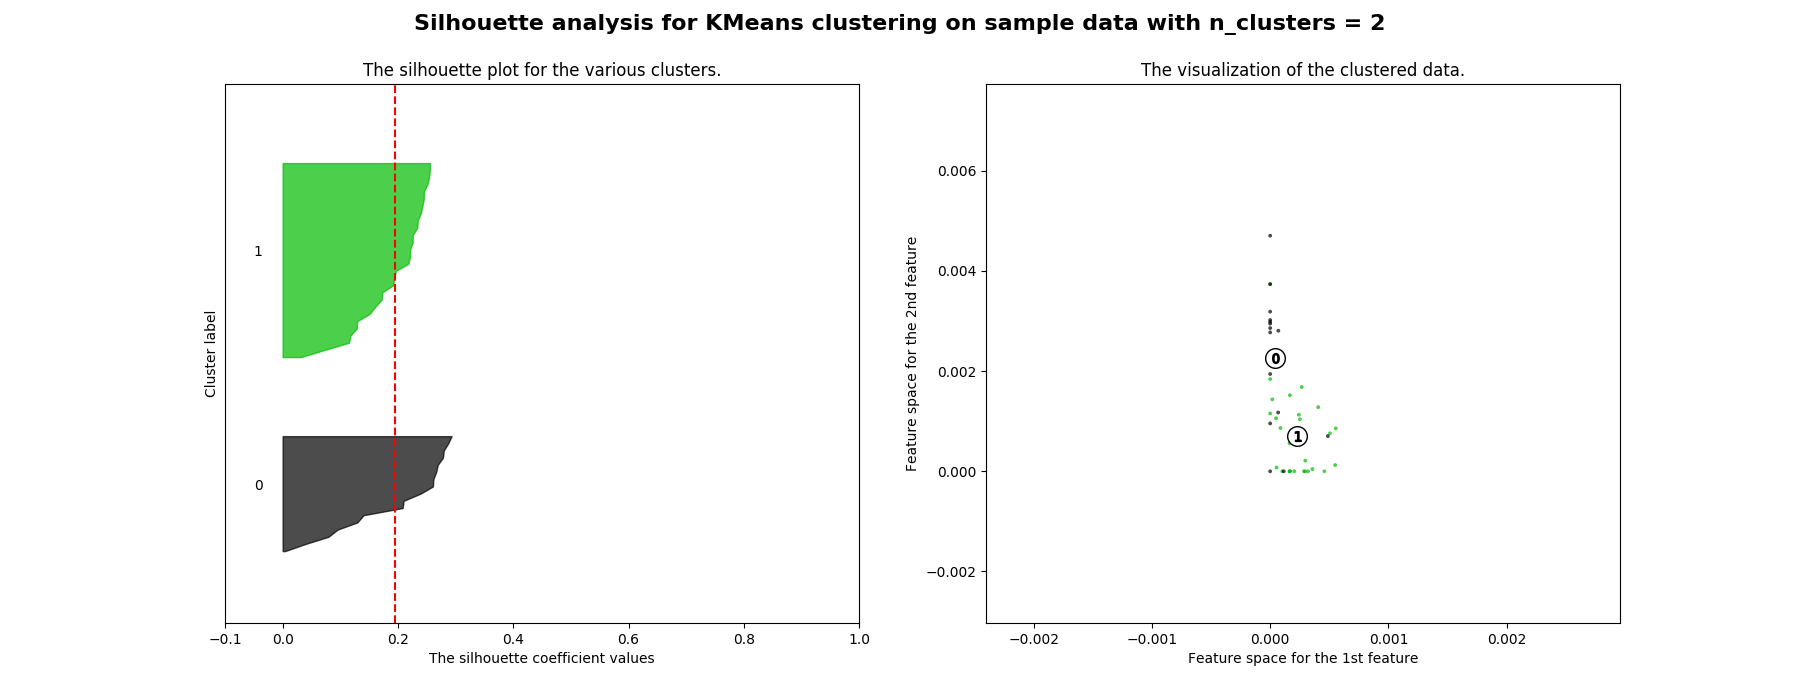 Silhouette analysis for KMeans clustering on sample data with n_clusters = 2
The silhouette plot for the various clusters.
Cluster label
1
0
−0.1 0.0 0.2 0.4 0.6 0.8 1.0
The silhouette coefficient values
The visualization of the clustered data.
Feature space for the 2nd feature
0.006
0.004
0.002
0.000
−0.002
0
1
−0.002 −0.001 0.000 0.001 0.002
Feature space for the 1st feature